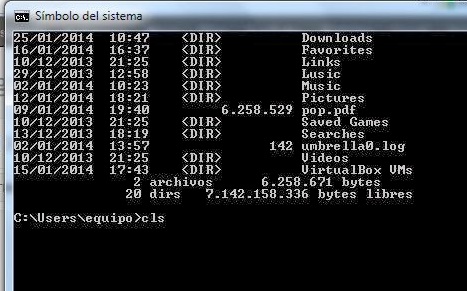 Símbolo del sistema
25/01/2014 10:47 <DIR> Downloads
16/01/2014 16:37 <DIR> Favorites
10/12/2013 21:25 <DIR> Links
29/12/2013 12:58 <DIR> Lusic
02/01/2014 10:23 <DIR> Music
12/01/2014 18:21 <DIR> Pictures
09/01/2014 19:40 6.258.529 pop.pdf
10/12/2013 21:25 <DIR> Saved Games
13/12/2013 18:19 <DIR> Searches
02/01/2014 13:57 142 umbrella0.log
10/12/2013 21:25 <DIR> Videos
15/01/2014 17:43 <DIR> VirtualBox VMs
2 archivos 6.258.671 bytes
20 dirs 7.142.158.336 bytes libres
C:\Users\equipo>cls